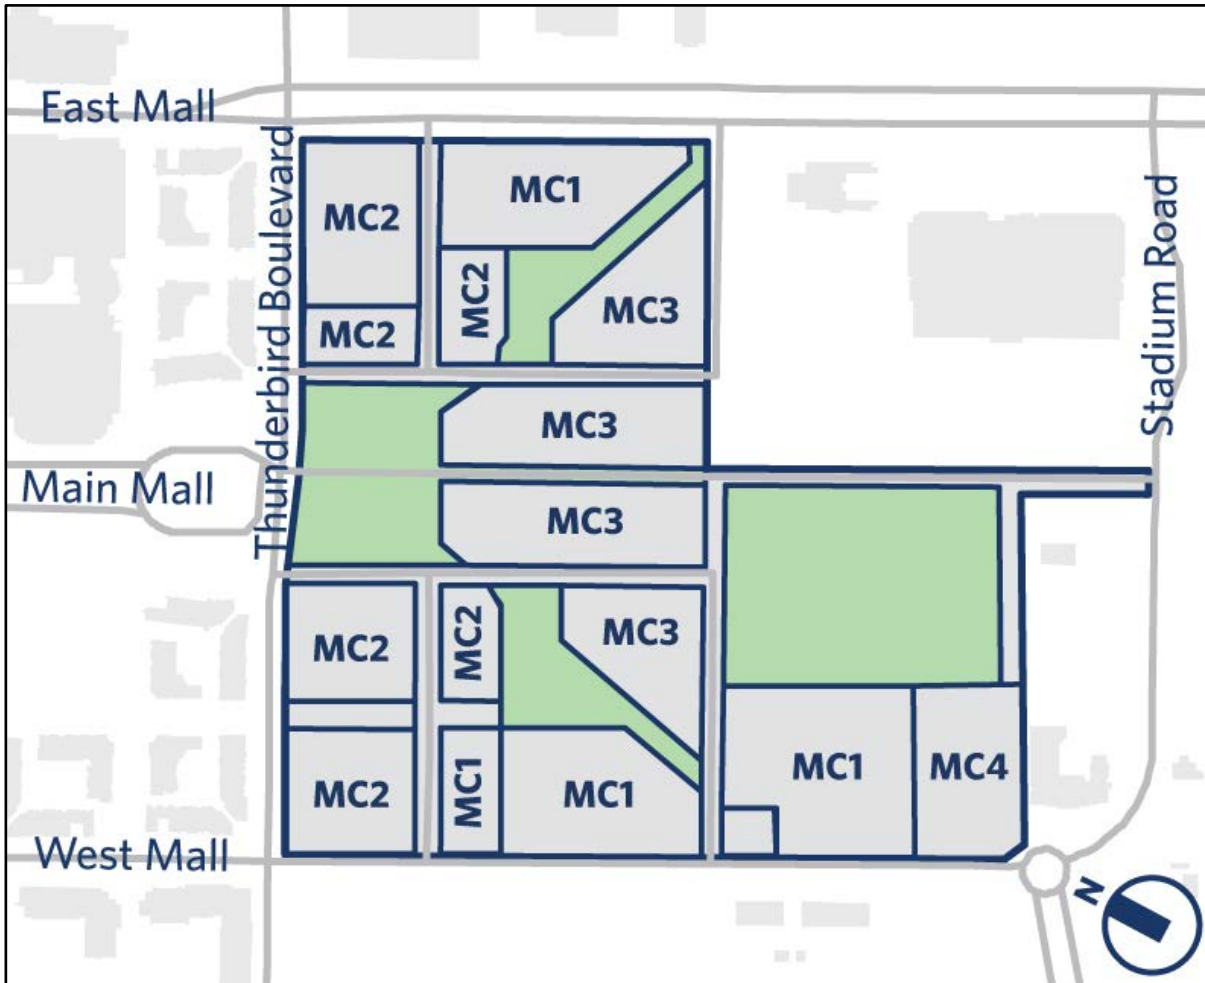 East Mall
Thunderbird Boulevard
MC2
MC1
MC2
MC3
MC2
Stadium Road
MC3
Main Mall
MC3
MC2
MC2
MC3
MC2
MC1
MC1
MC1
MC4
West Mall
N